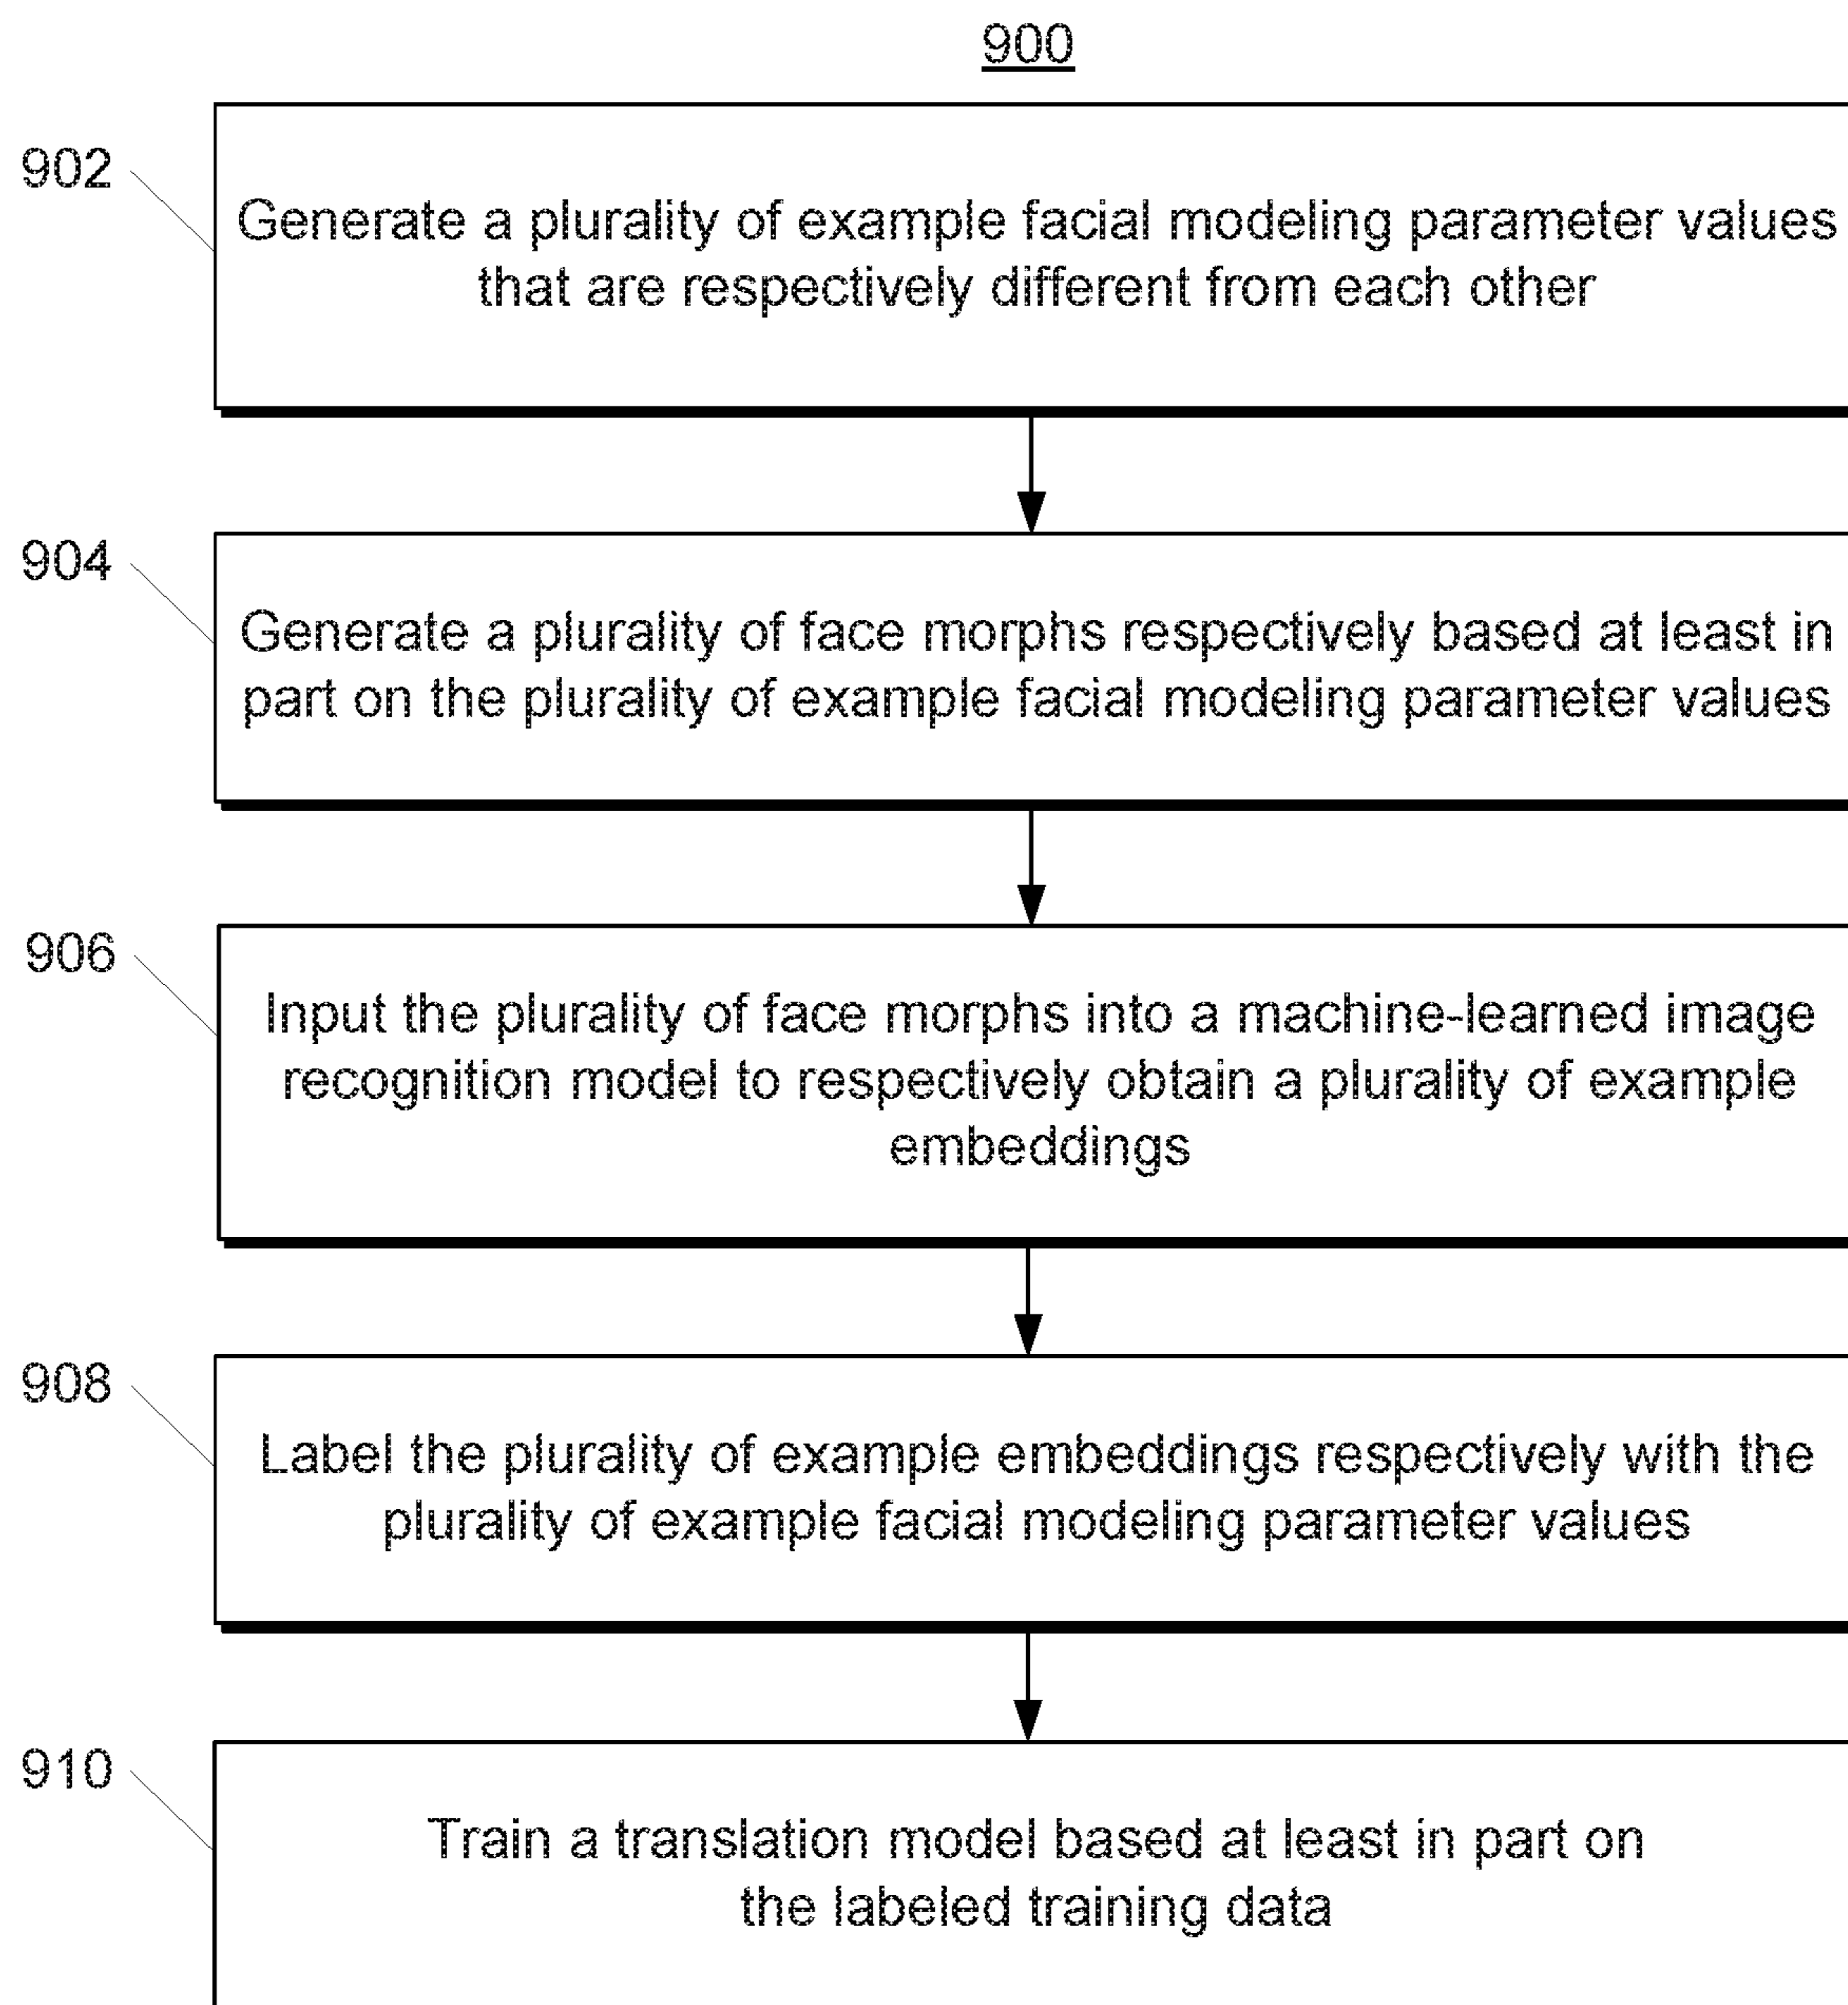 900
902
Generate a plurality of example facial modeling parameter values
that are respectively different from each other
904
Generate a plurality of face morphs respectively based at least in
part on the plurality of example facial modeling parameter values
906
Input the plurality of face morphs into a machine-learned image
recognition model to respectively obtain a plurality of example
embeddings
908
Label the plurality of example embeddings respectively with the
plurality of example facial modeling parameter values
910
Train a translation model based at least in part on
the labeled training data